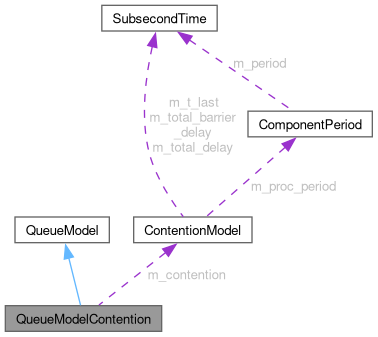 SubsecondTime
m_period
m_t_last
m_total_barrier
_delay
m_total_delay
ComponentPeriod
m_proc_period
QueueModel
ContentionModel
m_contention
QueueModelContention